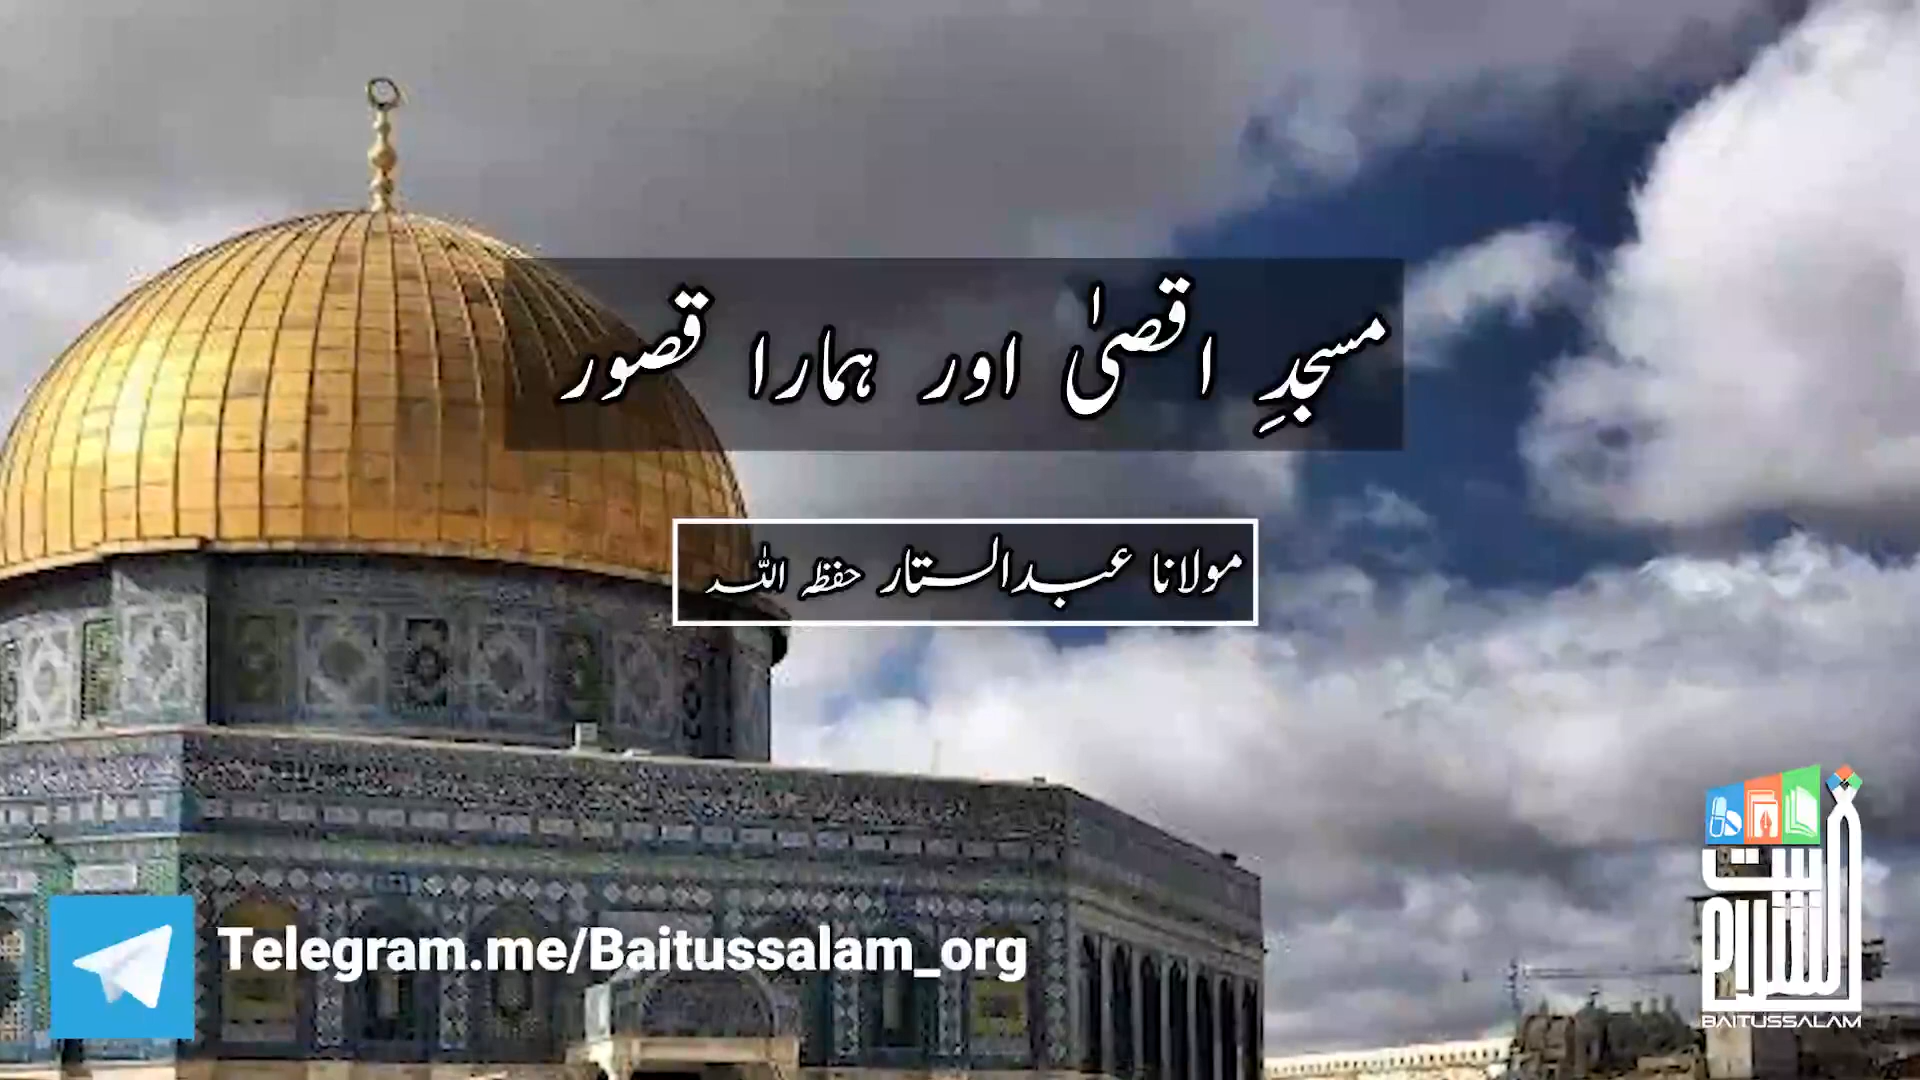 مسجدِ اقصیٰ اور ہمارا قصور
مولانا عبدالستار حفظہ اللہ
Telegram.me/Baitussalam_org
بیت السلام
BAITUSSALAM